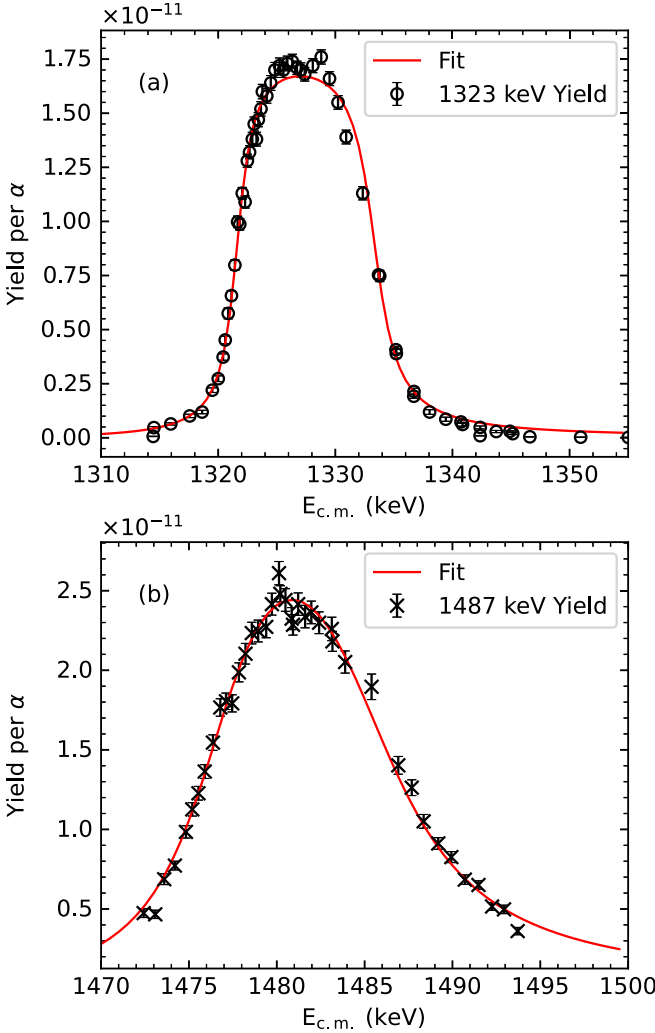 ×10⁻¹¹
(a)
Fit
1323 keV Yield
Yield per α
1.75
1.50
1.25
1.00
0.75
0.50
0.25
0.00
1310 1320 1330 1340 1350
E_c.m. (keV)
×10⁻¹¹
(b)
Fit
1487 keV Yield
Yield per α
2.5
2.0
1.5
1.0
0.5
1470 1475 1480 1485 1490 1495 1500
E_c.m. (keV)